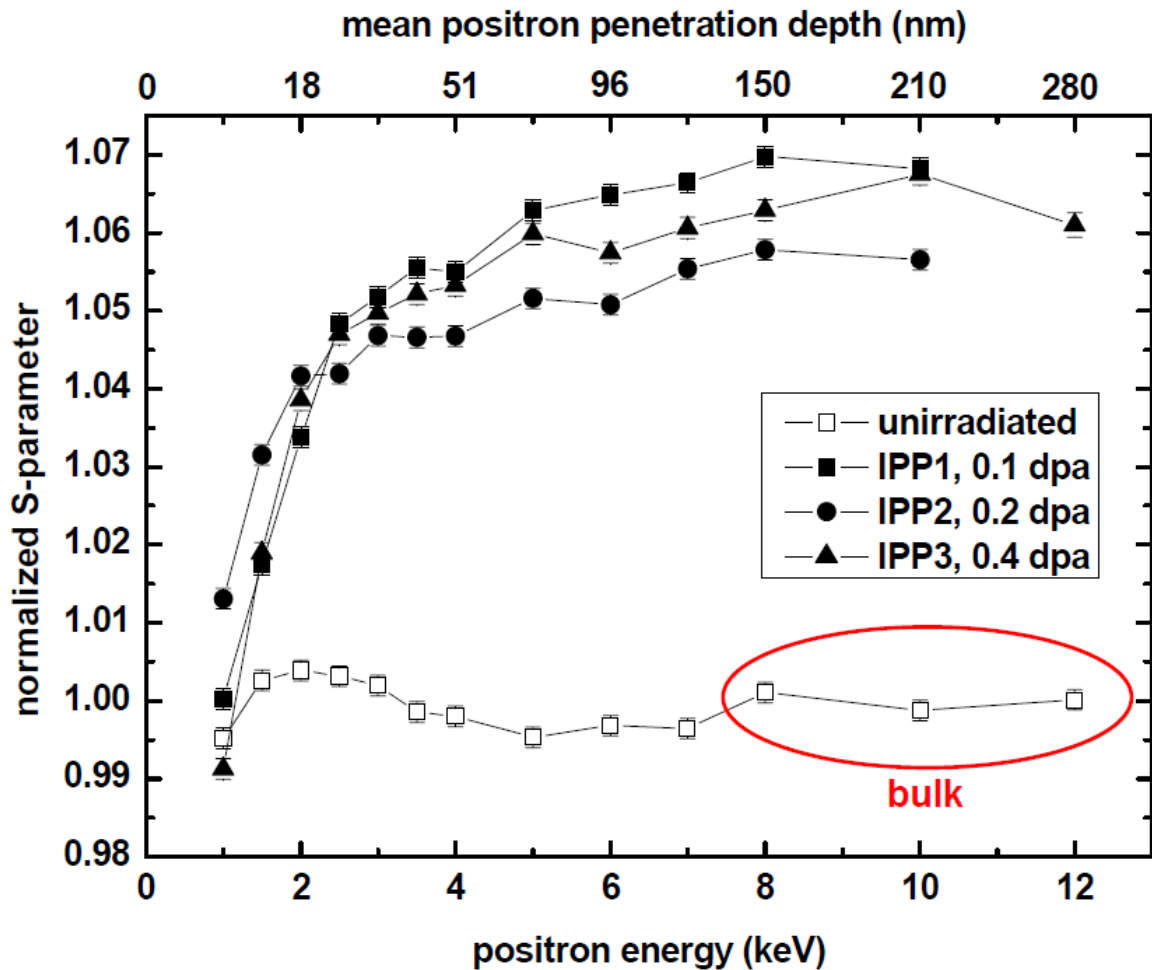 mean positron penetration depth (nm)
0 18 51 96 150 210 280
normalized S-parameter
1.07
1.06
1.05
1.04
1.03
1.02
1.01
1.00
0.99
0.98
unirradiated
IPP1, 0.1 dpa
IPP2, 0.2 dpa
IPP3, 0.4 dpa
bulk
0 2 4 6 8 10 12
positron energy (keV)